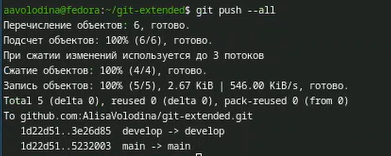 aavolodina@fedora:~/git-extended$ git push --all
Перечисление объектов: 6, готово.
Подсчет объектов: 100% (6/6), готово.
При сжатии изменений используется до 3 потоков
Сжатие объектов: 100% (4/4), готово.
Запись объектов: 100% (5/5), 2.67 KiB | 546.00 KiB/s, готово.
Total 5 (delta 0), reused 0 (delta 0), pack-reused 0 (from 0)
To github.com:AlisaVolodina/git-extended.git
   1d22d51..3e26d85  develop -> develop
   1d22d51..5232003  main -> main